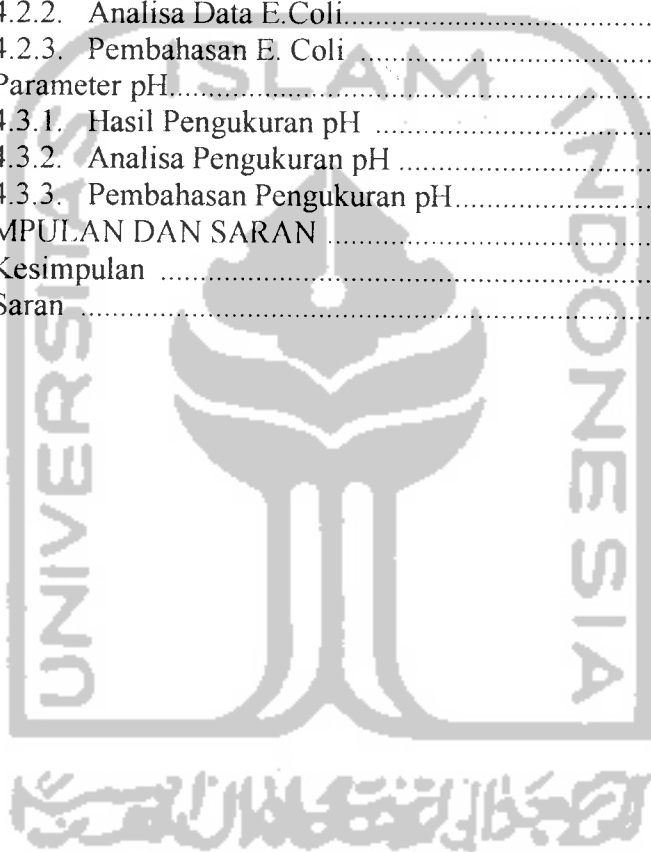 4.2.2. Analisa Data E.Coli..........................................
4.2.3. Pembahasan E. Coli ..........................................
Parameter pH..........................................
4.3.1. Hasil Pengukuran pH ..........................................
4.3.2. Analisa Pengukuran pH ..........................................
4.3.3. Pembahasan Pengukuran pH..........................................
MPULAN DAN SARAN ..........................................
Kesimpulan ..........................................
Saran ..........................................
UNIVERSITAS
ISLAM
INDONESIA